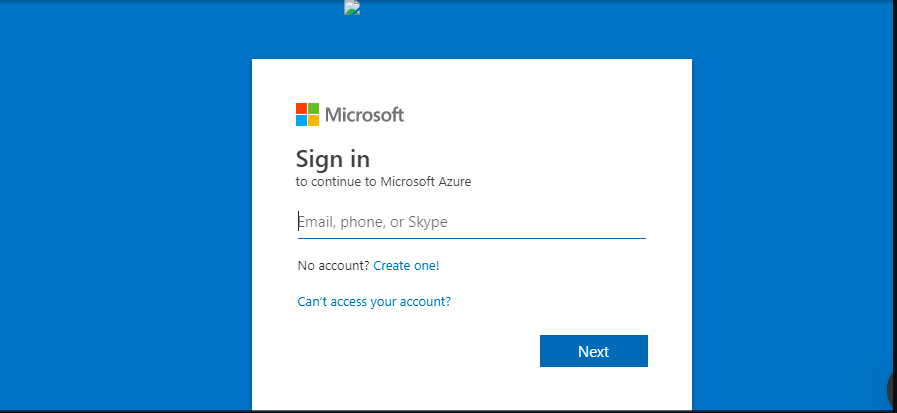 Microsoft
Sign in
to continue to Microsoft Azure
Email, phone, or Skype
No account? Create one!
Can't access your account?
Next